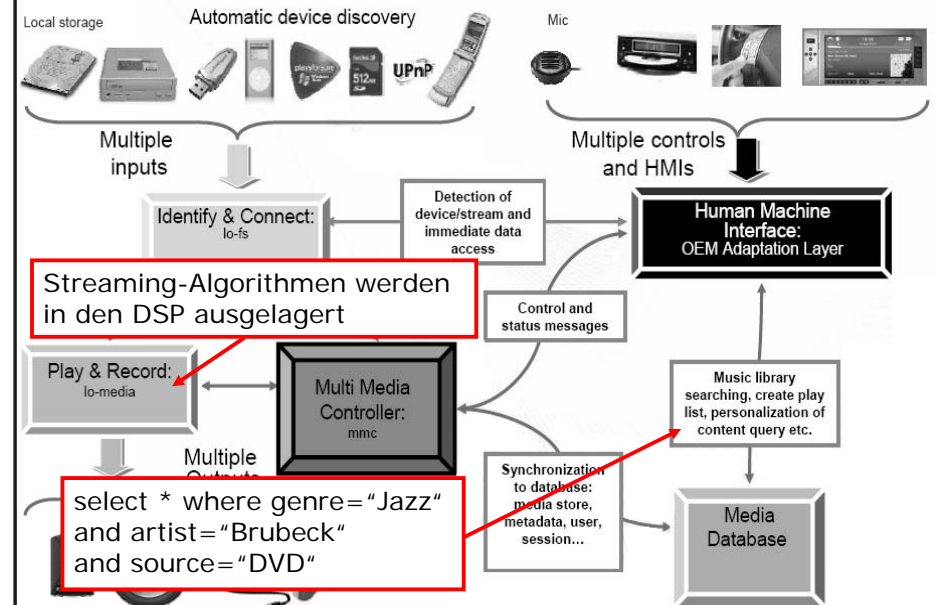 Local storage
Automatic device discovery
Mic
playsforsure
512MB
UPnP
Multiple
inputs
Multiple controls
and HMIs
Identify & Connect:
Io-fs
Detection of
device/stream and
immediate data
access
Human Machine
Interface:
OEM Adaptation Layer
Streaming-Algorithmen werden
in den DSP ausgelagert
Control and
status messages
Play & Record:
Io-media
Multi Media
Controller:
mmc
Music library
searching, create play
list, personalization of
content query etc.
Multiple
select * where genre=“Jazz“
and artist=“Brubeck“
and source=“DVD“
Synchronization
to database:
media store,
metadata, user,
session...
Media
Database